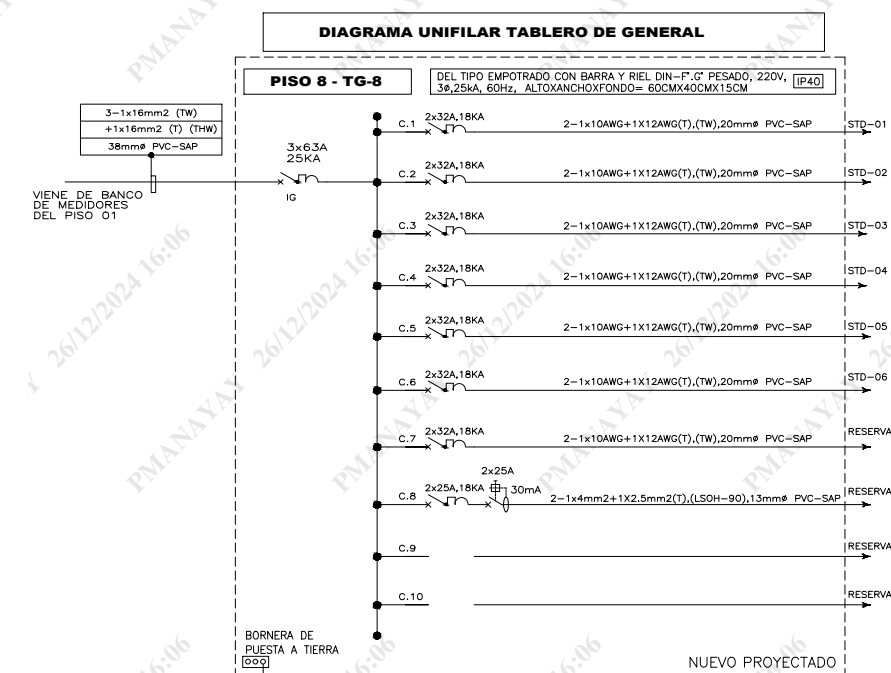 DIAGRAMA UNIFILAR TABLERO DE GENERAL
PISO 8 - TG-8
DEL TIPO EMPOTRADO CON BARRA Y RIEL DIN-F°.G° PESADO, 220V,
3ø,25kA, 60Hz, ALTOXANCHOXFONDO= 60CMX40CMX15CM
IP40
3-1x16mm2 (TW)
+1x16mm2 (T) (THW)
38mmø PVC-SAP
VIENE DE BANCO
DE MEDIDORES
DEL PISO 01
3x63A
25KA
IG
C.1 2x32A,18KA 2-1x10AWG+1X12AWG(T),(TW),20mmø PVC-SAP STD-01
C.2 2x32A,18KA 2-1x10AWG+1X12AWG(T),(TW),20mmø PVC-SAP STD-02
C.3 2x32A,18KA 2-1x10AWG+1X12AWG(T),(TW),20mmø PVC-SAP STD-03
C.4 2x32A,18KA 2-1x10AWG+1X12AWG(T),(TW),20mmø PVC-SAP STD-04
C.5 2x32A,18KA 2-1x10AWG+1X12AWG(T),(TW),20mmø PVC-SAP STD-05
C.6 2x32A,18KA 2-1x10AWG+1X12AWG(T),(TW),20mmø PVC-SAP STD-06
C.7 2x32A,18KA 2-1x10AWG+1X12AWG(T),(TW),20mmø PVC-SAP RESERVA
2x25A
C.8 2x25A,18KA 30mA 2-1x4mm2+1X2.5mm2(T),(LSOH-90),13mmø PVC-SAP RESERVA
C.9 RESERVA
C.10 RESERVA
BORNERA DE
PUESTA A TIERRA
NUEVO PROYECTADO
PMANAYAY 26/12/2024 16:06